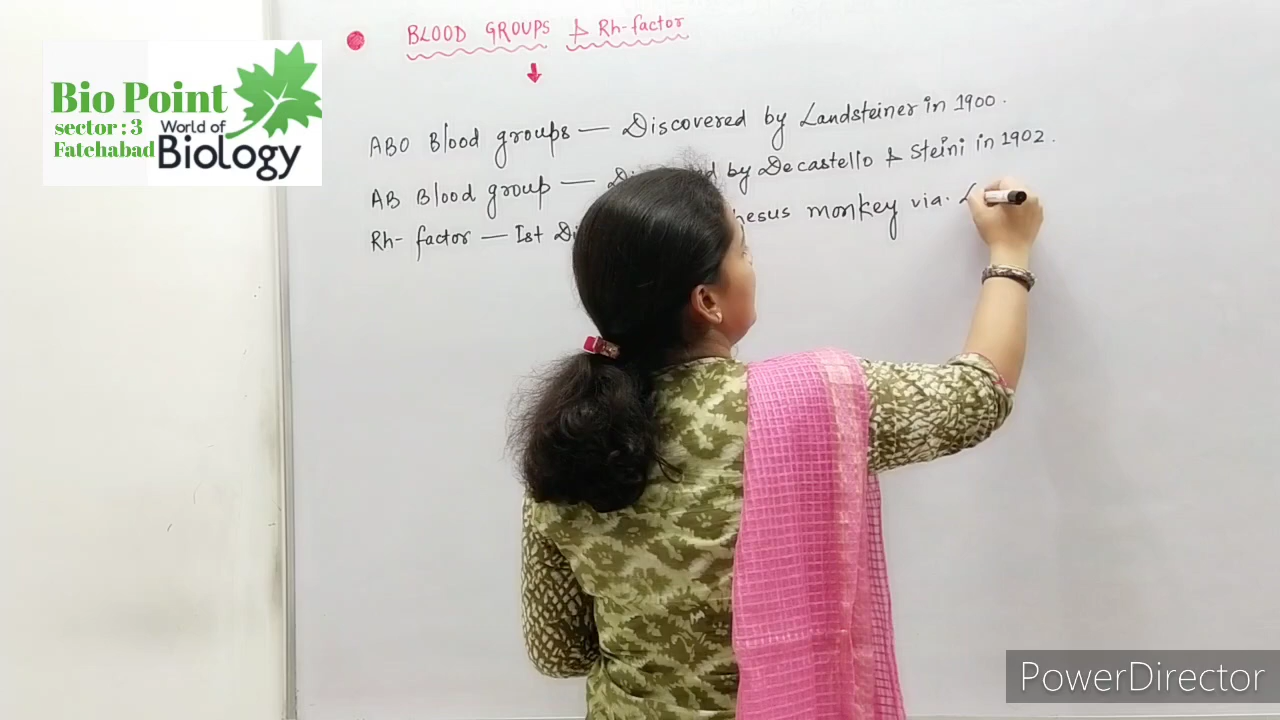 BLOOD GROUPS & Rh-factor
Bio Point
sector : 3
Fatehabad
World of
Biology
ABO Blood groups — Discovered by Landsteiner in 1900.
AB Blood group — by Decastello & Steini in 1902.
Rh- factor — Ist monkey via.
PowerDirector